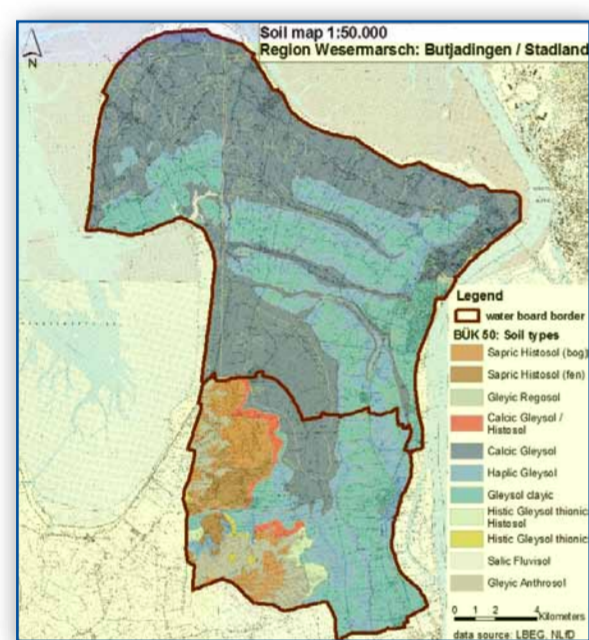 Soil map 1:50.000
Region Wesermarsch: Butjadingen / Stadland
N
Legend
water board border
BÜK 50: Soil types
Sapric Histosol (bog)
Sapric Histosol (fen)
Gleyic Regosol
Calcic Gleysol /
Histosol
Calcic Gleysol
Haplic Gleysol
Gleysol clayic
Histic Gleysol thionic
Histosol
Histic Gleysol thionic
Salic Fluvisol
Gleyic Anthrosol
0 1 2 4
Kilometers
data source: LBEG, NLfD